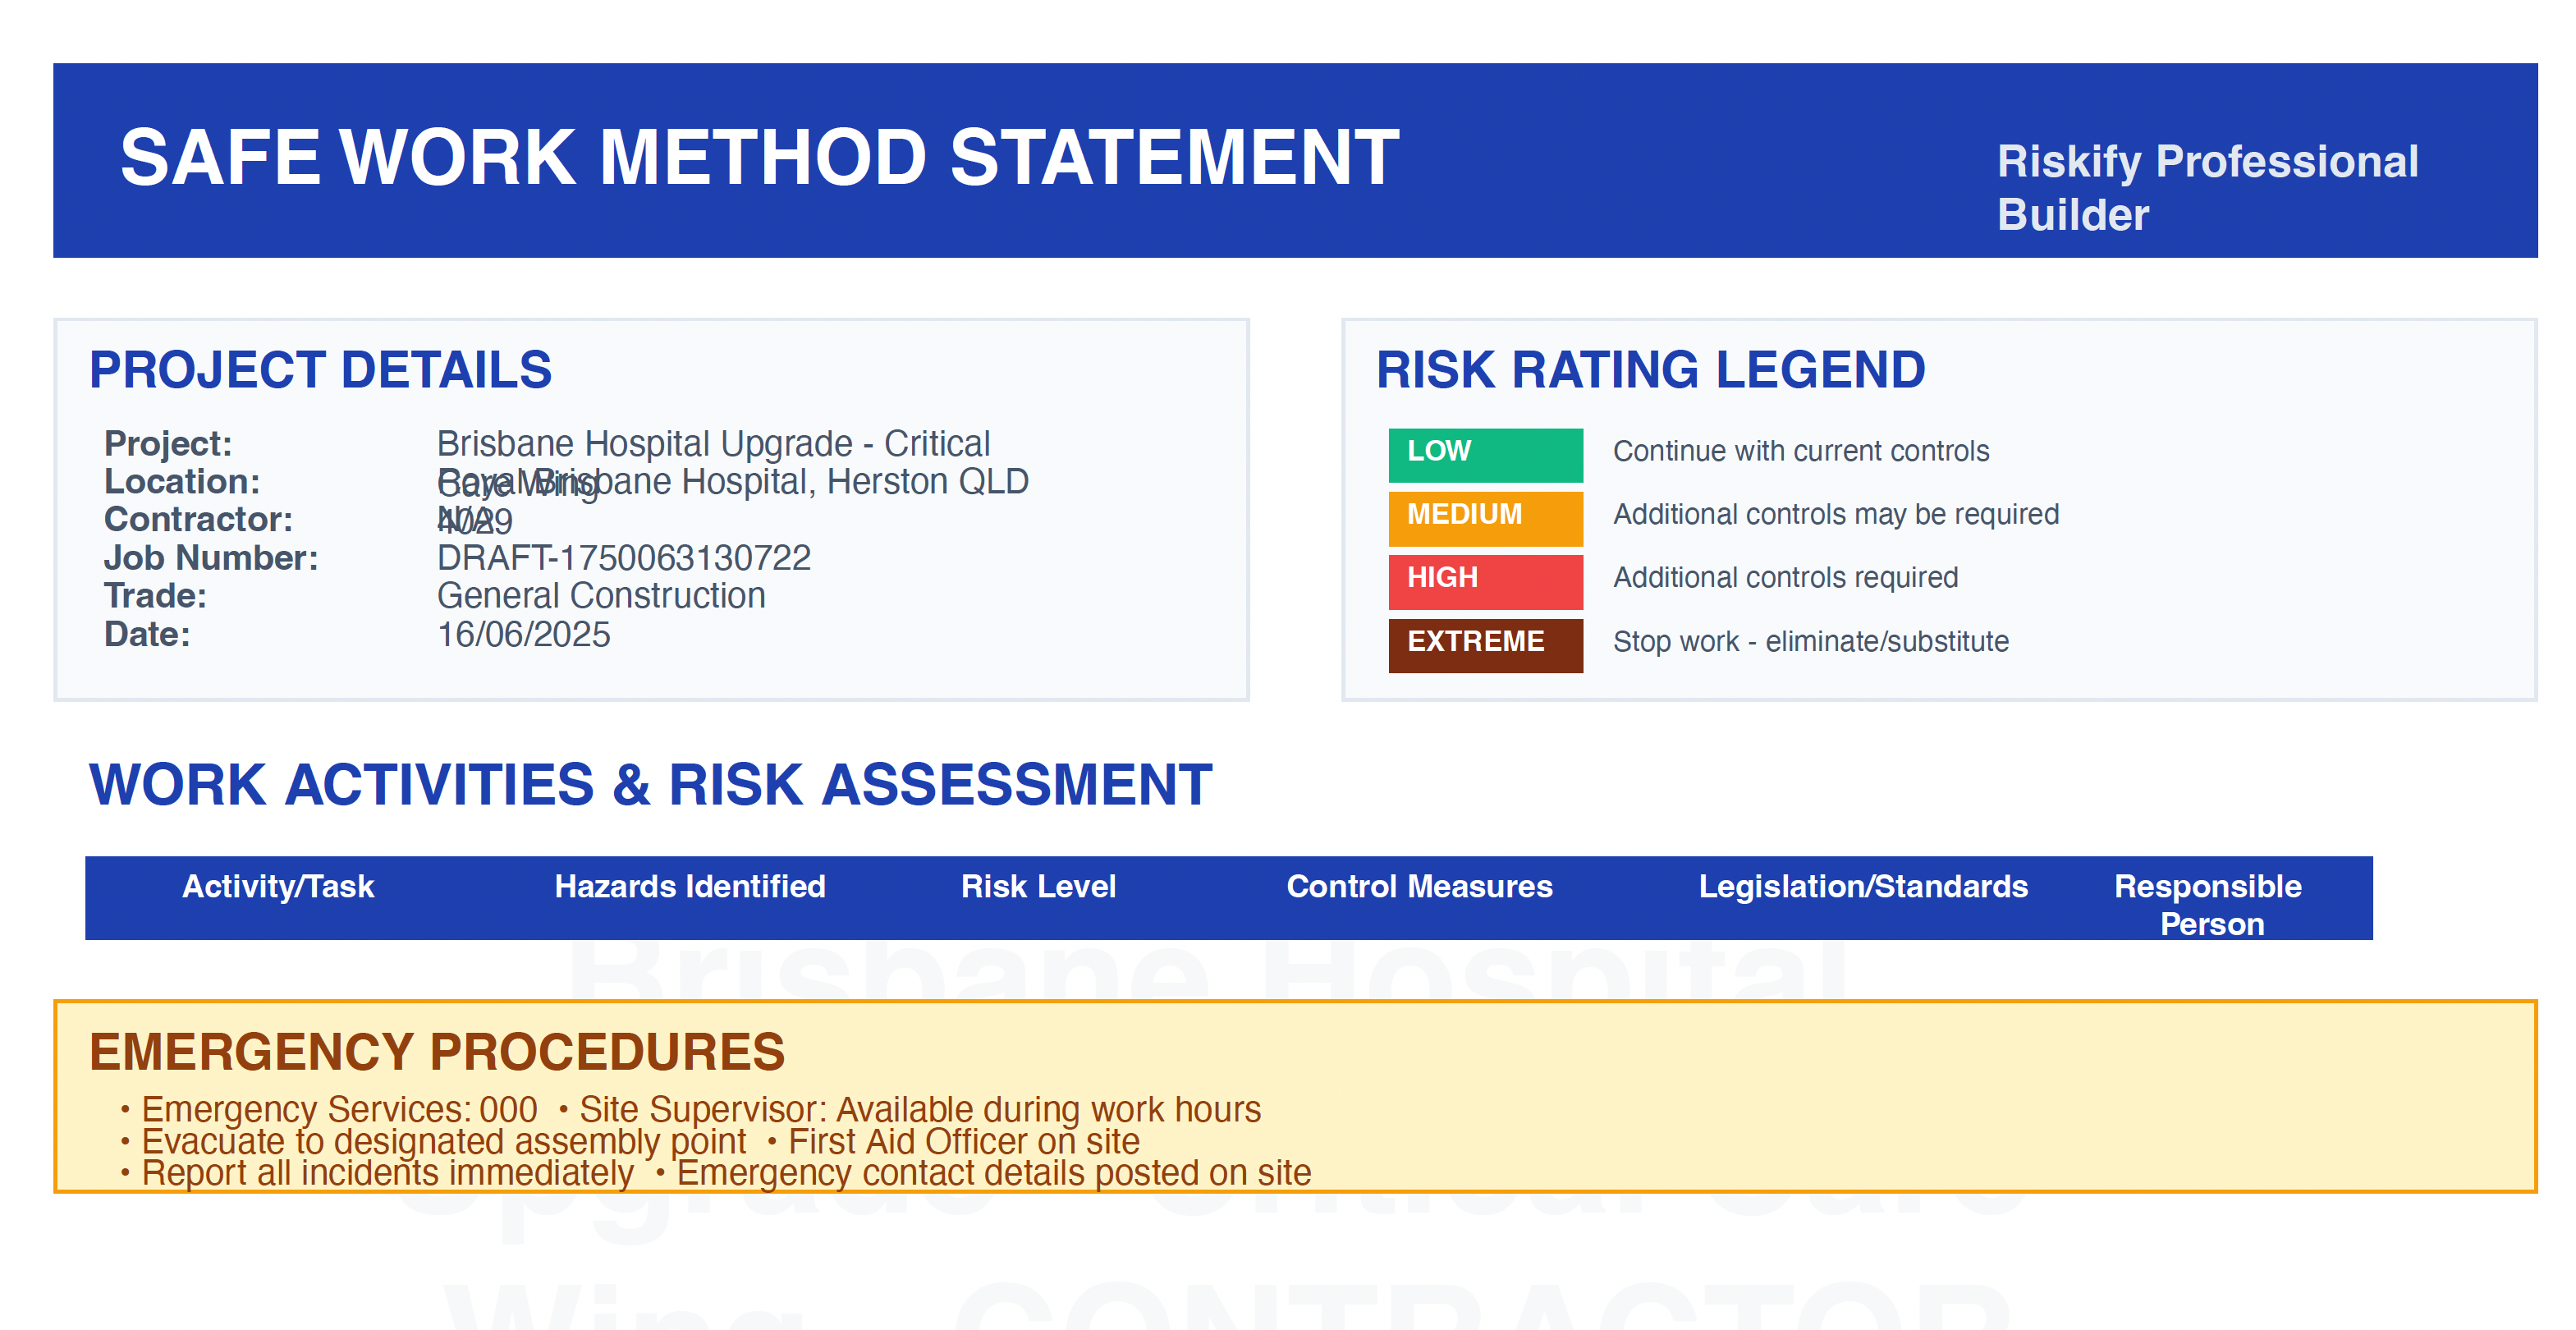 SAFE WORK METHOD STATEMENT
Riskify Professional
Builder
PROJECT DETAILS
Project: Brisbane Hospital Upgrade - Critical
Care Wing
Location: Royal Brisbane Hospital, Herston QLD
4029
Contractor: N/A
Job Number: DRAFT-1750063130722
Trade: General Construction
Date: 16/06/2025
RISK RATING LEGEND
LOW Continue with current controls
MEDIUM Additional controls may be required
HIGH Additional controls required
EXTREME Stop work - eliminate/substitute
WORK ACTIVITIES & RISK ASSESSMENT
Activity/Task Hazards Identified Risk Level Control Measures Legislation/Standards Responsible
Person
Brisbane Hospital
EMERGENCY PROCEDURES
• Emergency Services: 000 • Site Supervisor: Available during work hours
• Evacuate to designated assembly point • First Aid Officer on site
• Report all incidents immediately • Emergency contact details posted on site
Upgrade - Critical Care
Wing - CONTRACTOR